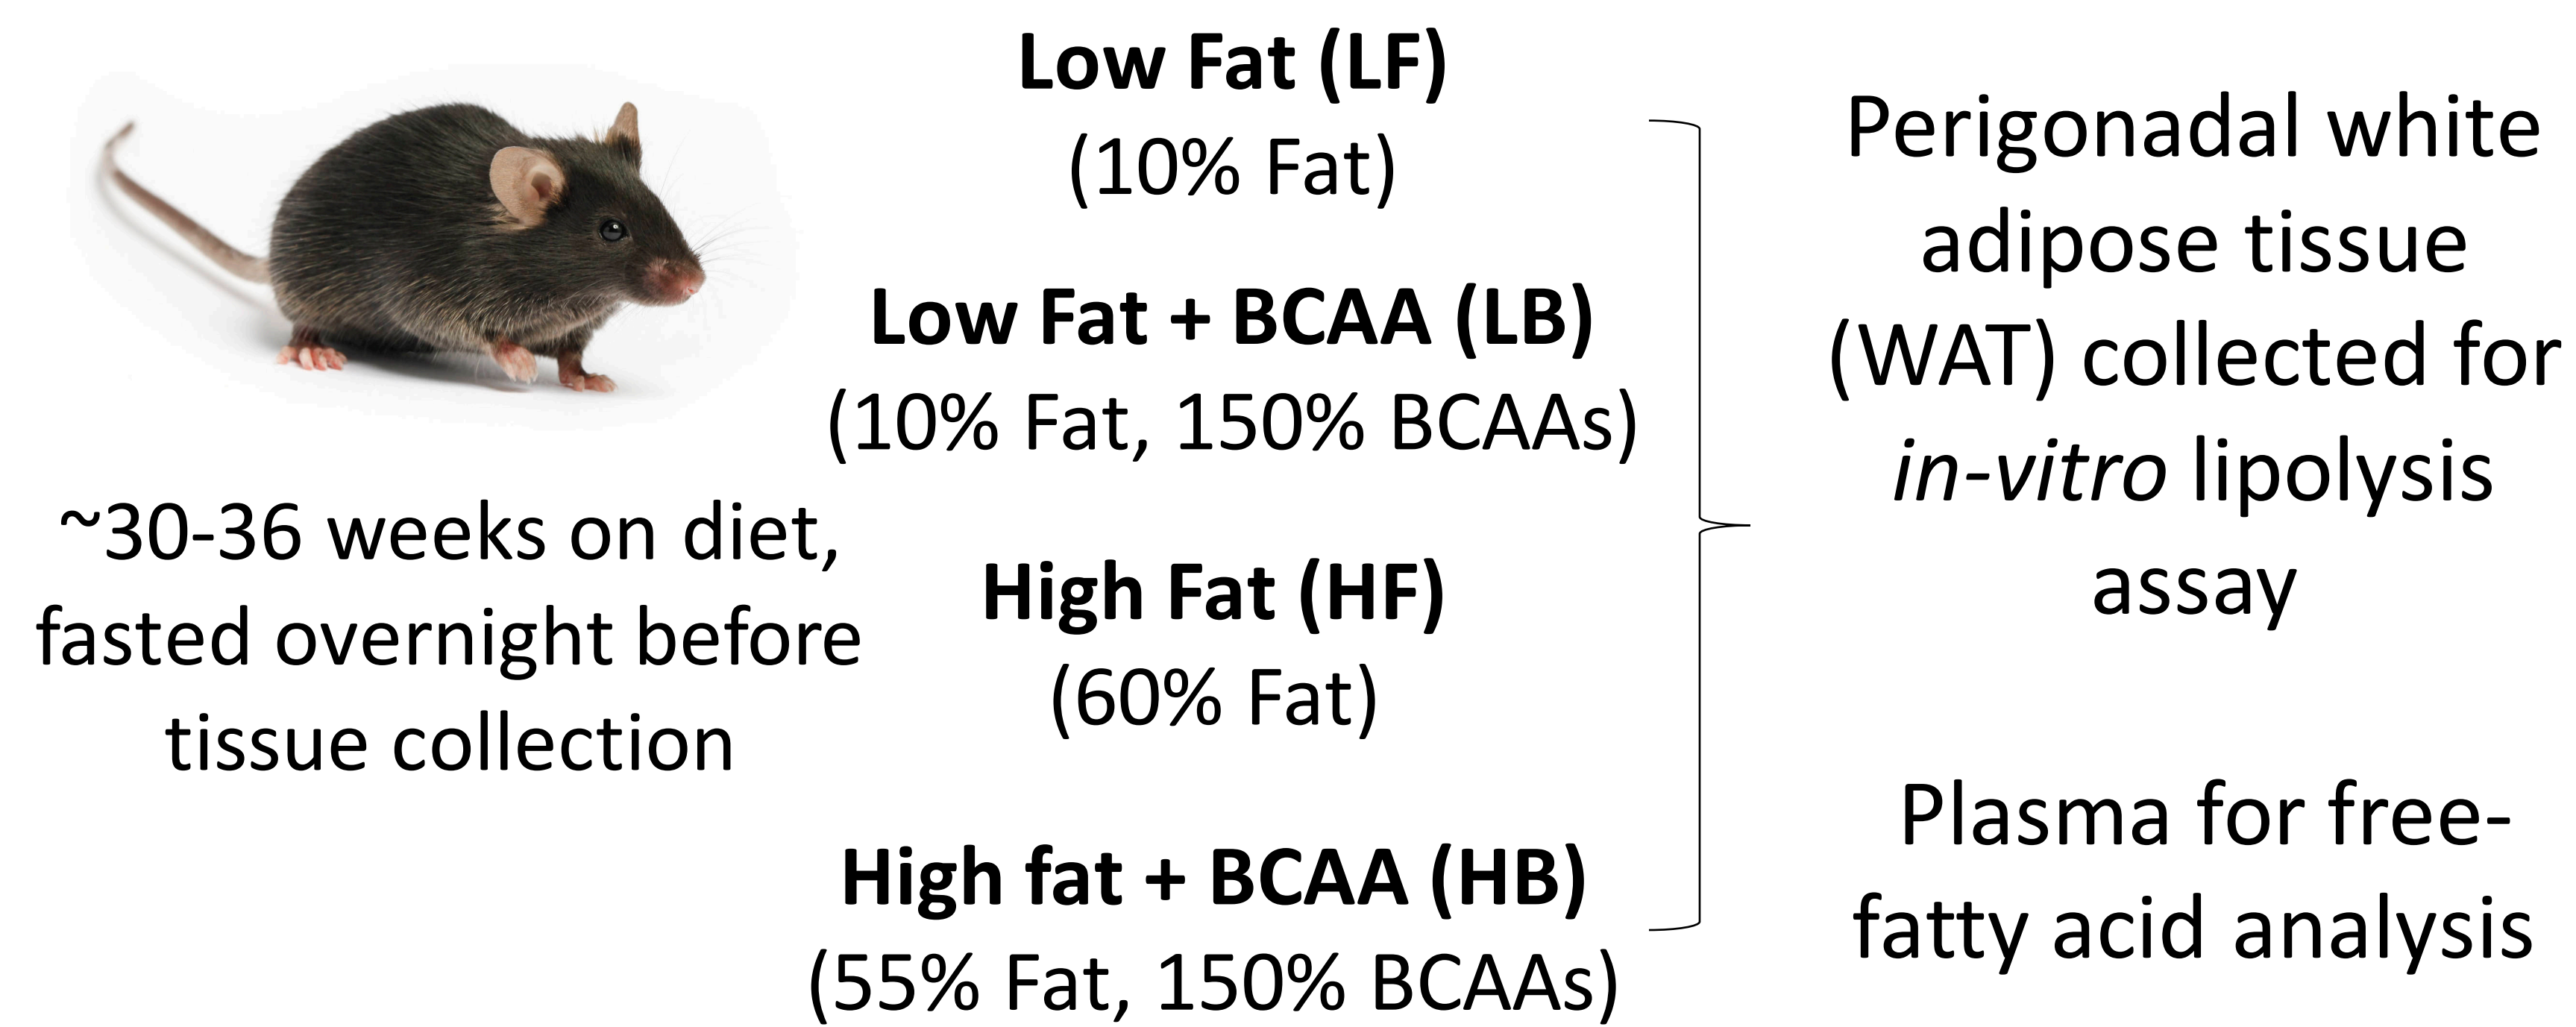 ~30-36 weeks on diet,
fasted overnight before
tissue collection
Low Fat (LF)
(10% Fat)
Low Fat + BCAA (LB)
(10% Fat, 150% BCAAs)
High Fat (HF)
(60% Fat)
High fat + BCAA (HB)
(55% Fat, 150% BCAAs)
Perigonadal white
adipose tissue
(WAT) collected for
in-vitro lipolysis
assay
Plasma for free-
fatty acid analysis